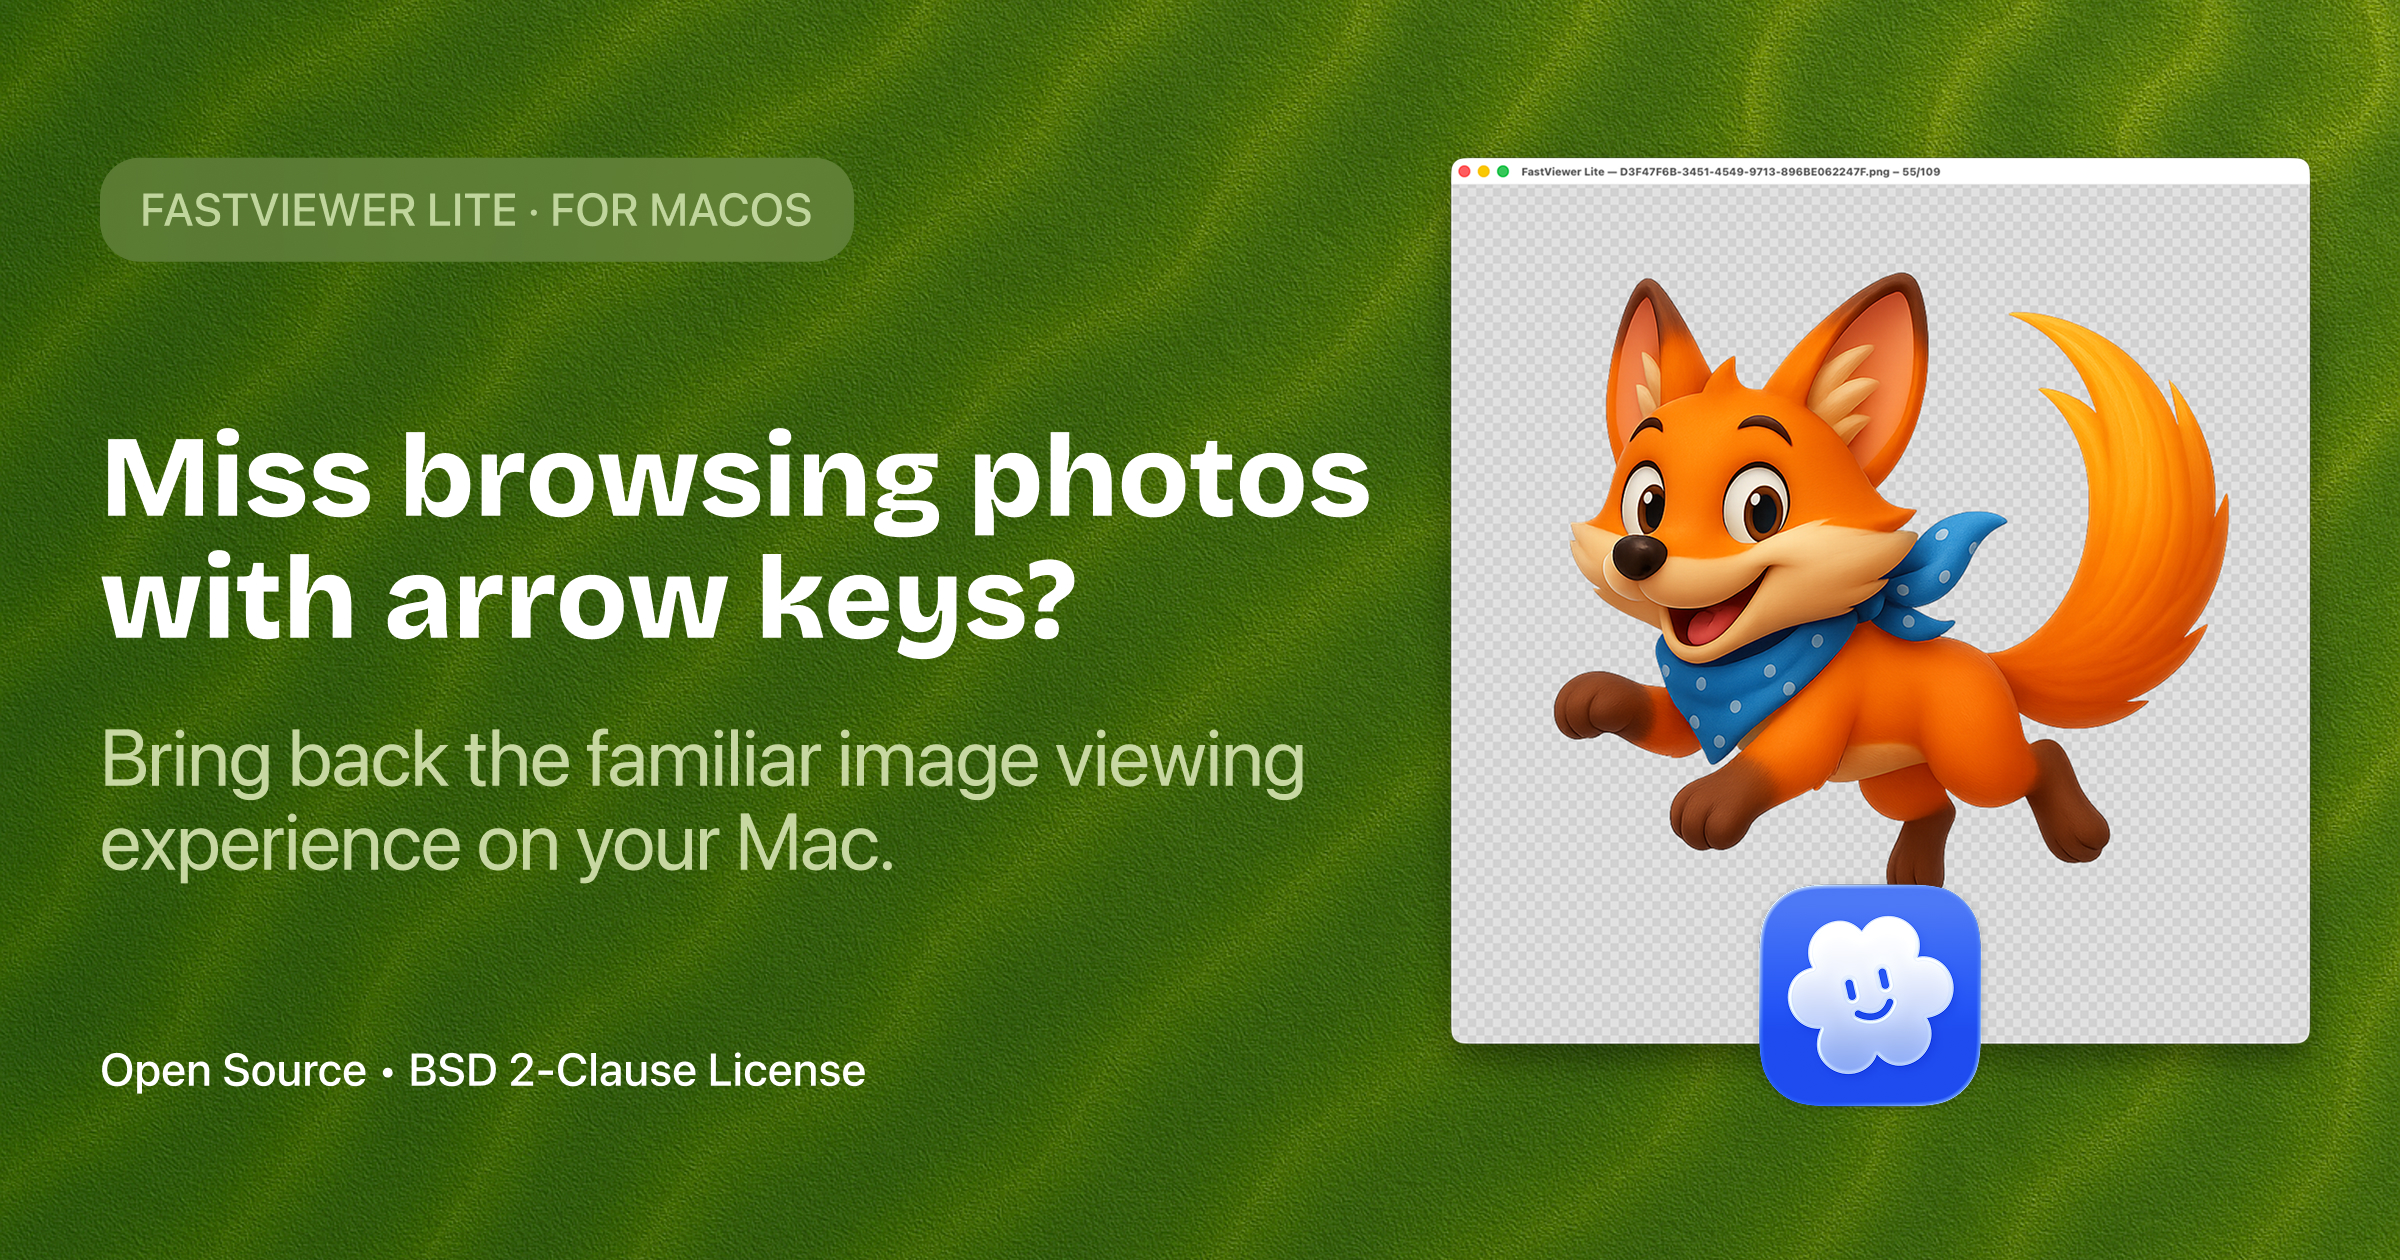 FASTVIEWER LITE · FOR MACOS
Miss browsing photos
with arrow keys?
Bring back the familiar image viewing
experience on your Mac.
Open Source • BSD 2-Clause License
FastViewer Lite — D3F47F6B-3451-4549-9713-896BE062247F.png – 55/109